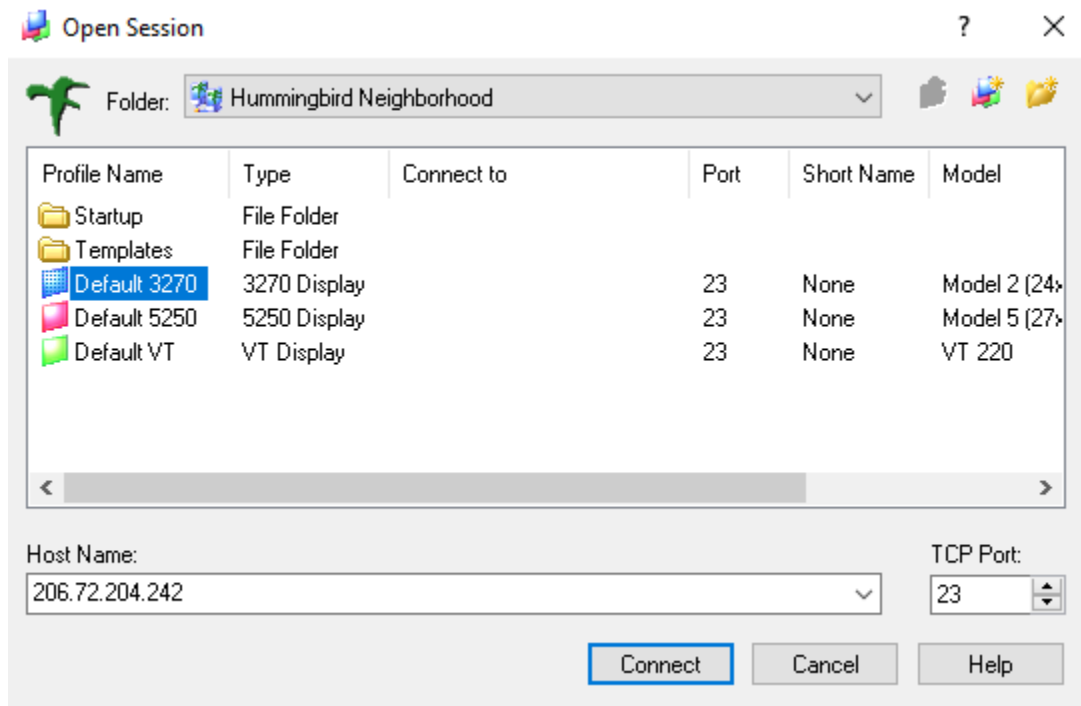 Open Session
Folder: Hummingbird Neighborhood
Profile Name Type Connect to Port Short Name Model
Startup File Folder
Templates File Folder
Default 3270 3270 Display 23 None Model 2 (24x
Default 5250 5250 Display 23 None Model 5 (27x
Default VT VT Display 23 None VT 220
Host Name: TCP Port:
206.72.204.242 23
Connect Cancel Help